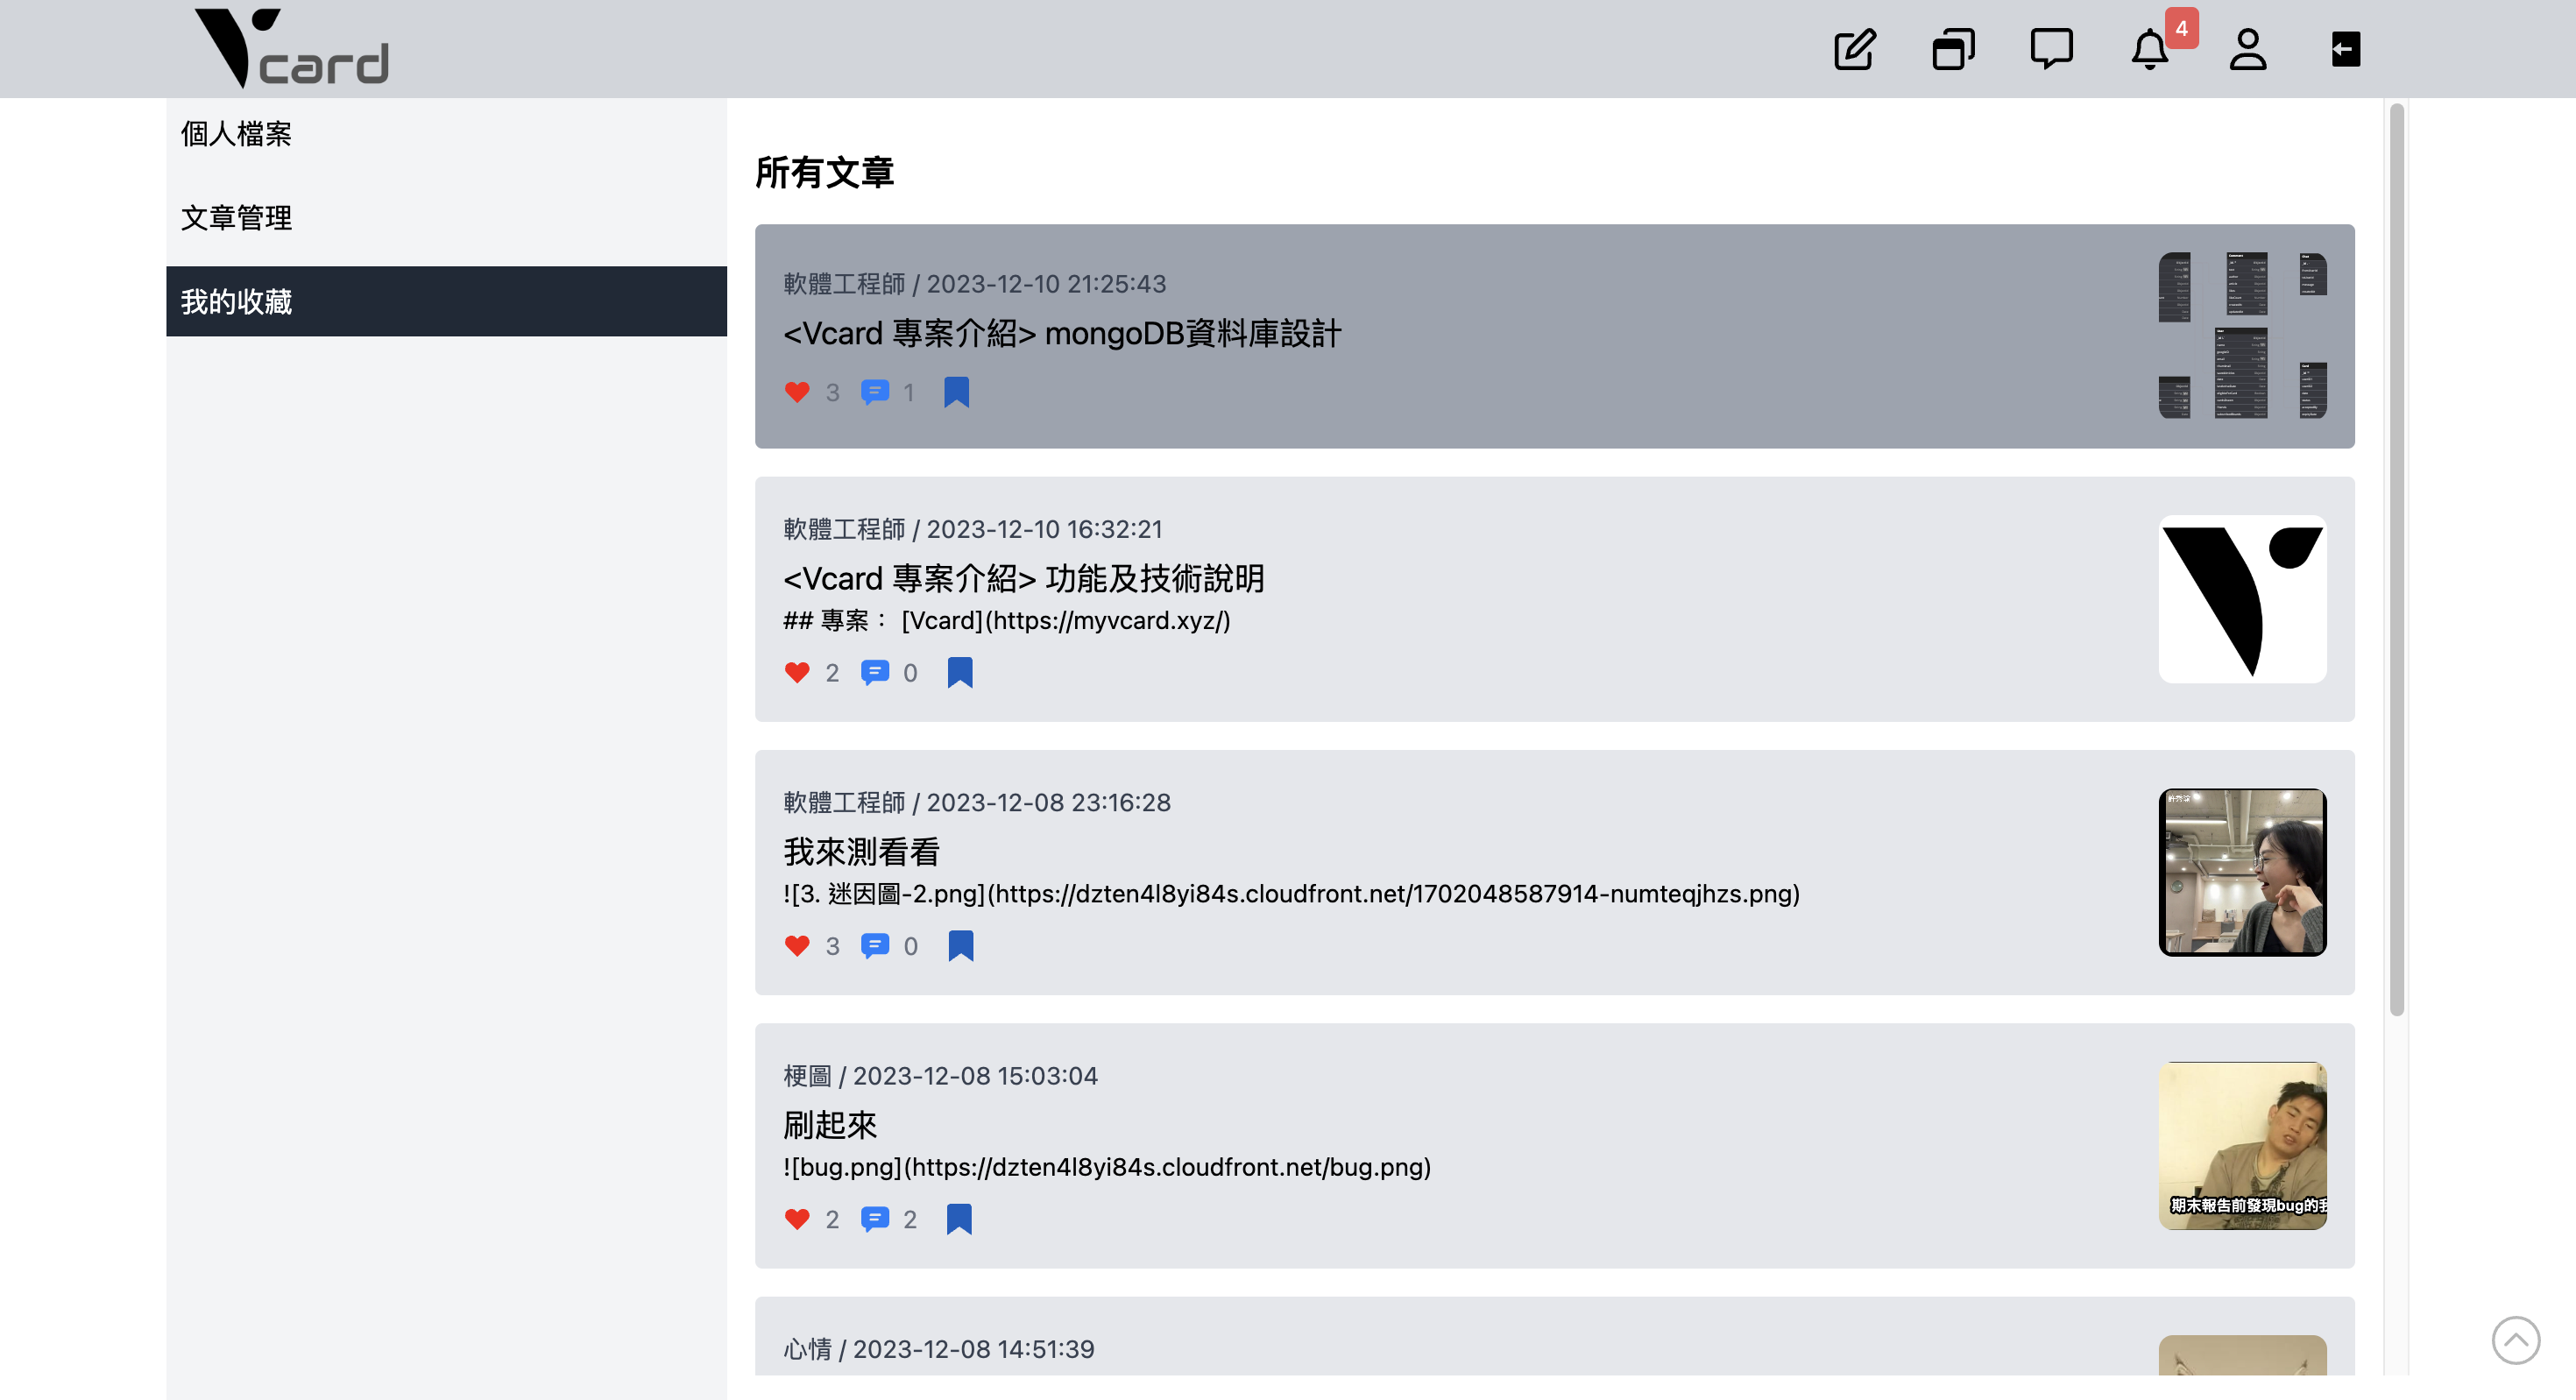 Vcard
4
個人檔案
文章管理
我的收藏
所有文章
軟體工程師 / 2023-12-10 21:25:43
<Vcard 專案介紹> mongoDB資料庫設計
3 1
軟體工程師 / 2023-12-10 16:32:21
<Vcard 專案介紹> 功能及技術說明
## 專案： [Vcard](https://myvcard.xyz/)
2 0
軟體工程師 / 2023-12-08 23:16:28
我來測看看
![3. 迷因圖-2.png](https://dzten4l8yi84s.cloudfront.net/1702048587914-numteqjhzs.png)
3 0
梗圖 / 2023-12-08 15:03:04
刷起來
![bug.png](https://dzten4l8yi84s.cloudfront.net/bug.png)
期末報告前發現bug的我
2 2
心情 / 2023-12-08 14:51:39